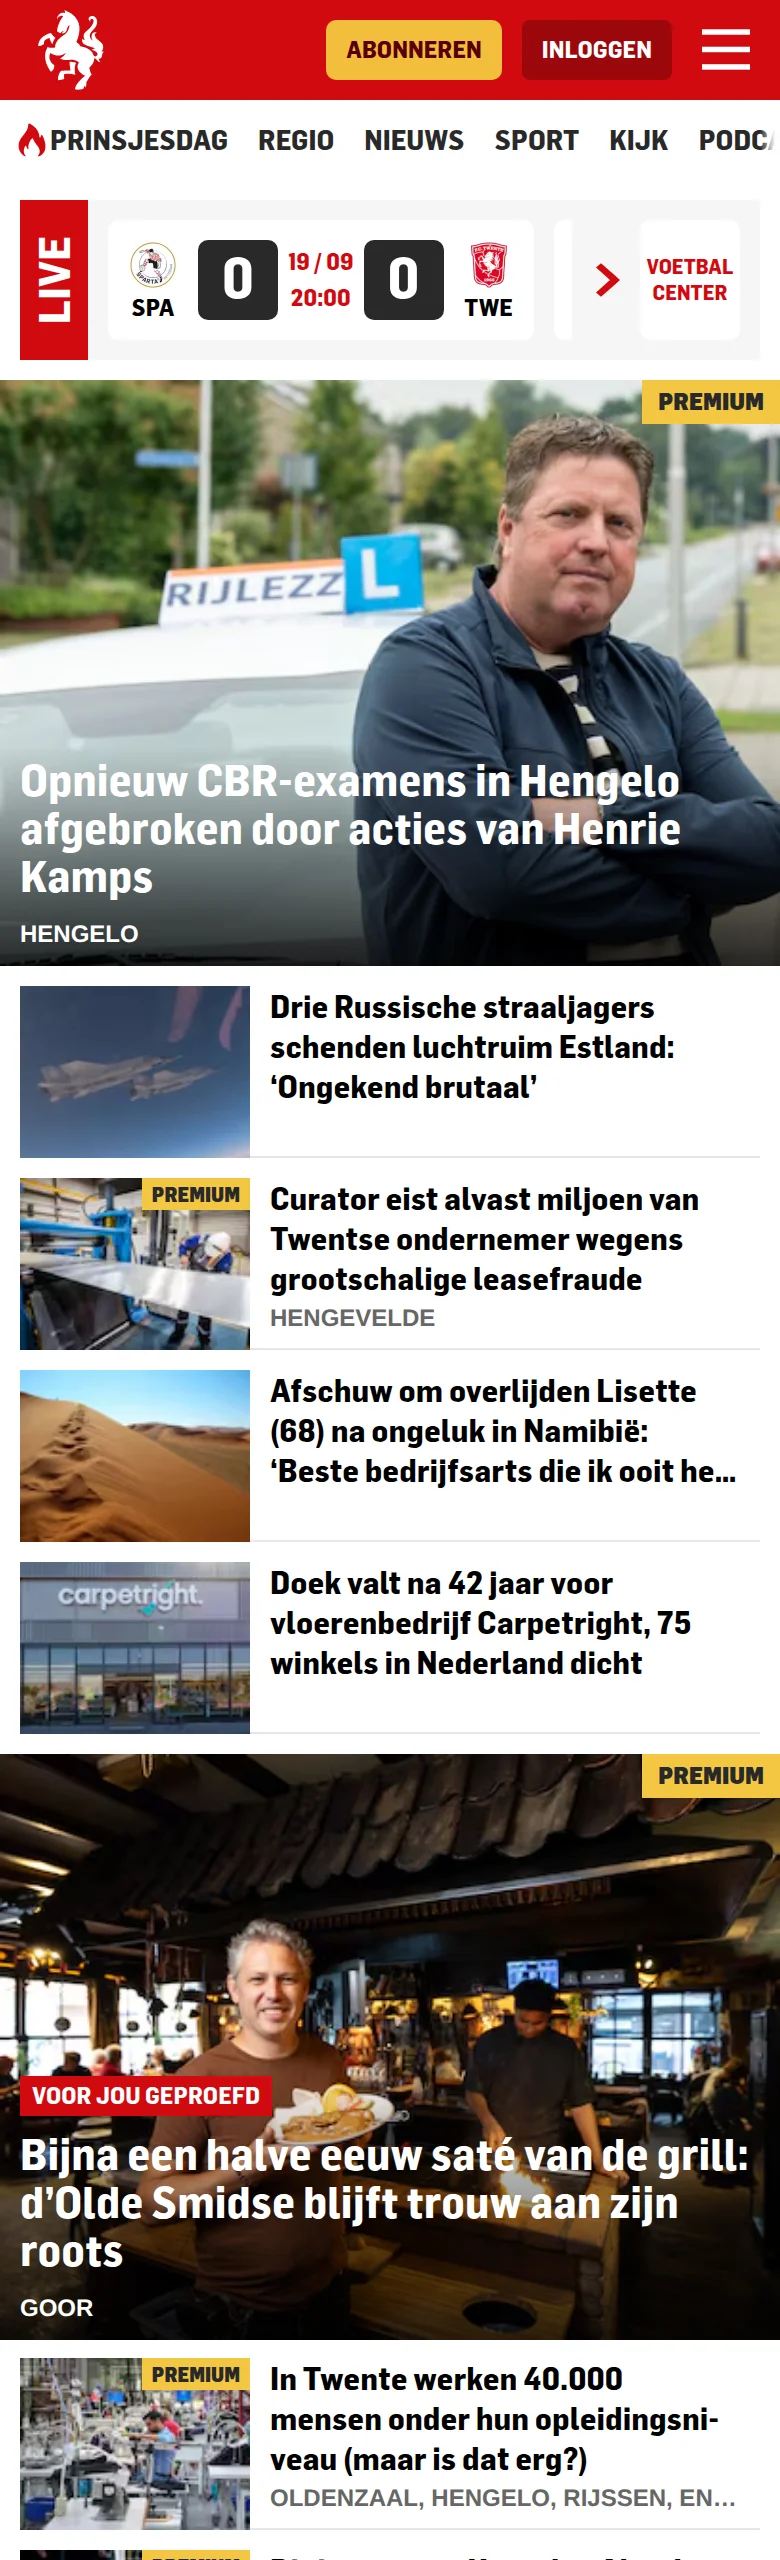 ABONNEREN
INLOGGEN
PRINSJESDAG REGIO NIEUWS SPORT KIJK
LIVE
SPA
0
19 / 09
20:00
0
TWE
VOETBAL
CENTER
PREMIUM
RIJLEZZ L
Opnieuw CBR-examens in Hengelo
afgebroken door acties van Henrie
Kamps
HENGELO
Drie Russische straaljagers
schenden luchtruim Estland:
‘Ongekend brutaal’
PREMIUM
Curator eist alvast miljoen van
Twentse ondernemer wegens
grootschalige leasefraude
HENGEVELDE
Afschuw om overlijden Lisette
(68) na ongeluk in Namibië:
‘Beste bedrijfsarts die ik ooit he...
carpetright.
Doek valt na 42 jaar voor
vloerenbedrijf Carpetright, 75
winkels in Nederland dicht
PREMIUM
VOOR JOU GEPROEFD
Bijna een halve eeuw saté van de grill:
d’Olde Smidse blijft trouw aan zijn
roots
GOOR
PREMIUM
In Twente werken 40.000
mensen onder hun opleidingsni-
veau (maar is dat erg?)
OLDENZAAL, HENGELO, RIJSSEN, EN...